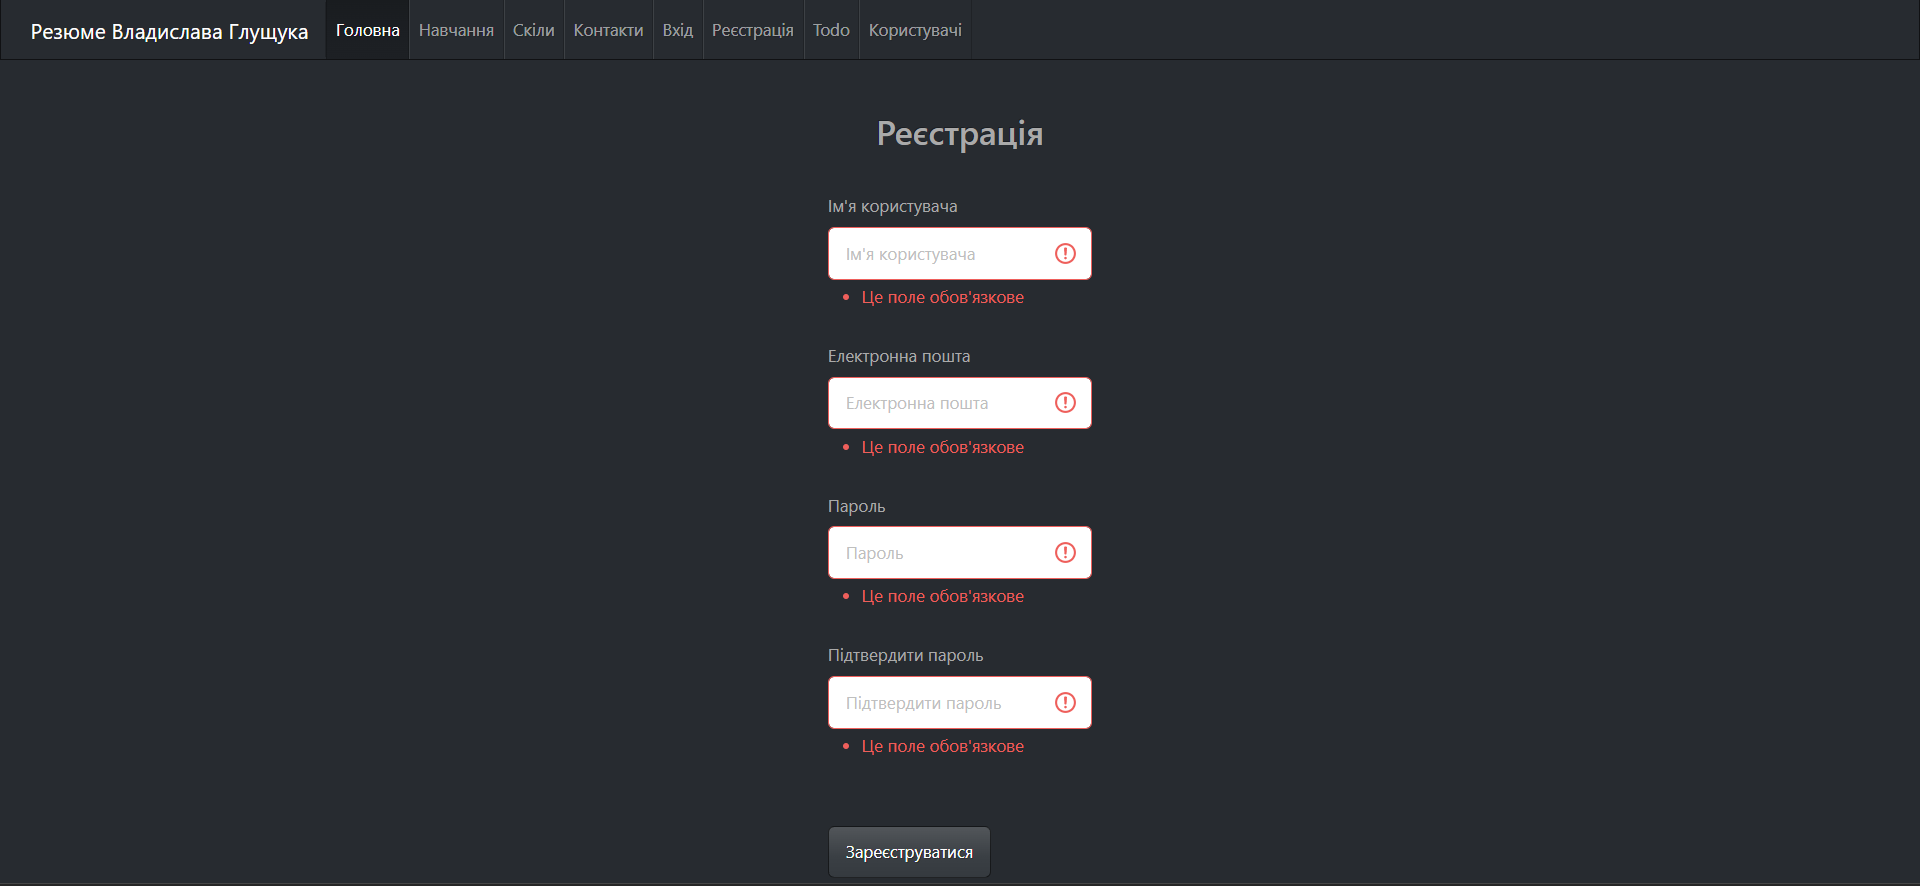 Резюме Владислава Глущука Головна Навчання Скіли Контакти Вхід Реєстрація Todo Користувачі
Реєстрація
Ім'я користувача
Ім'я користувача
Це поле обов'язкове
Електронна пошта
Електронна пошта
Це поле обов'язкове
Пароль
Пароль
Це поле обов'язкове
Підтвердити пароль
Підтвердити пароль
Це поле обов'язкове
Зареєструватися